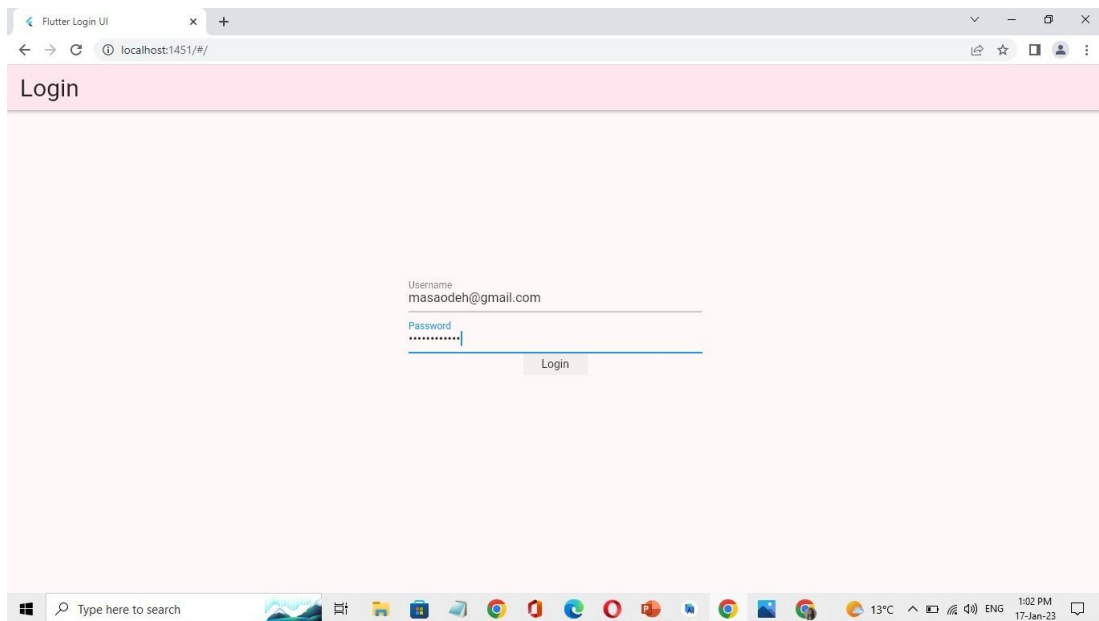 Flutter Login UI
localhost:1451/#/
Login
Username
masaodeh@gmail.com
Password
••••••••••••
Login
Type here to search
13°C
ENG
1:02 PM
17-Jan-23